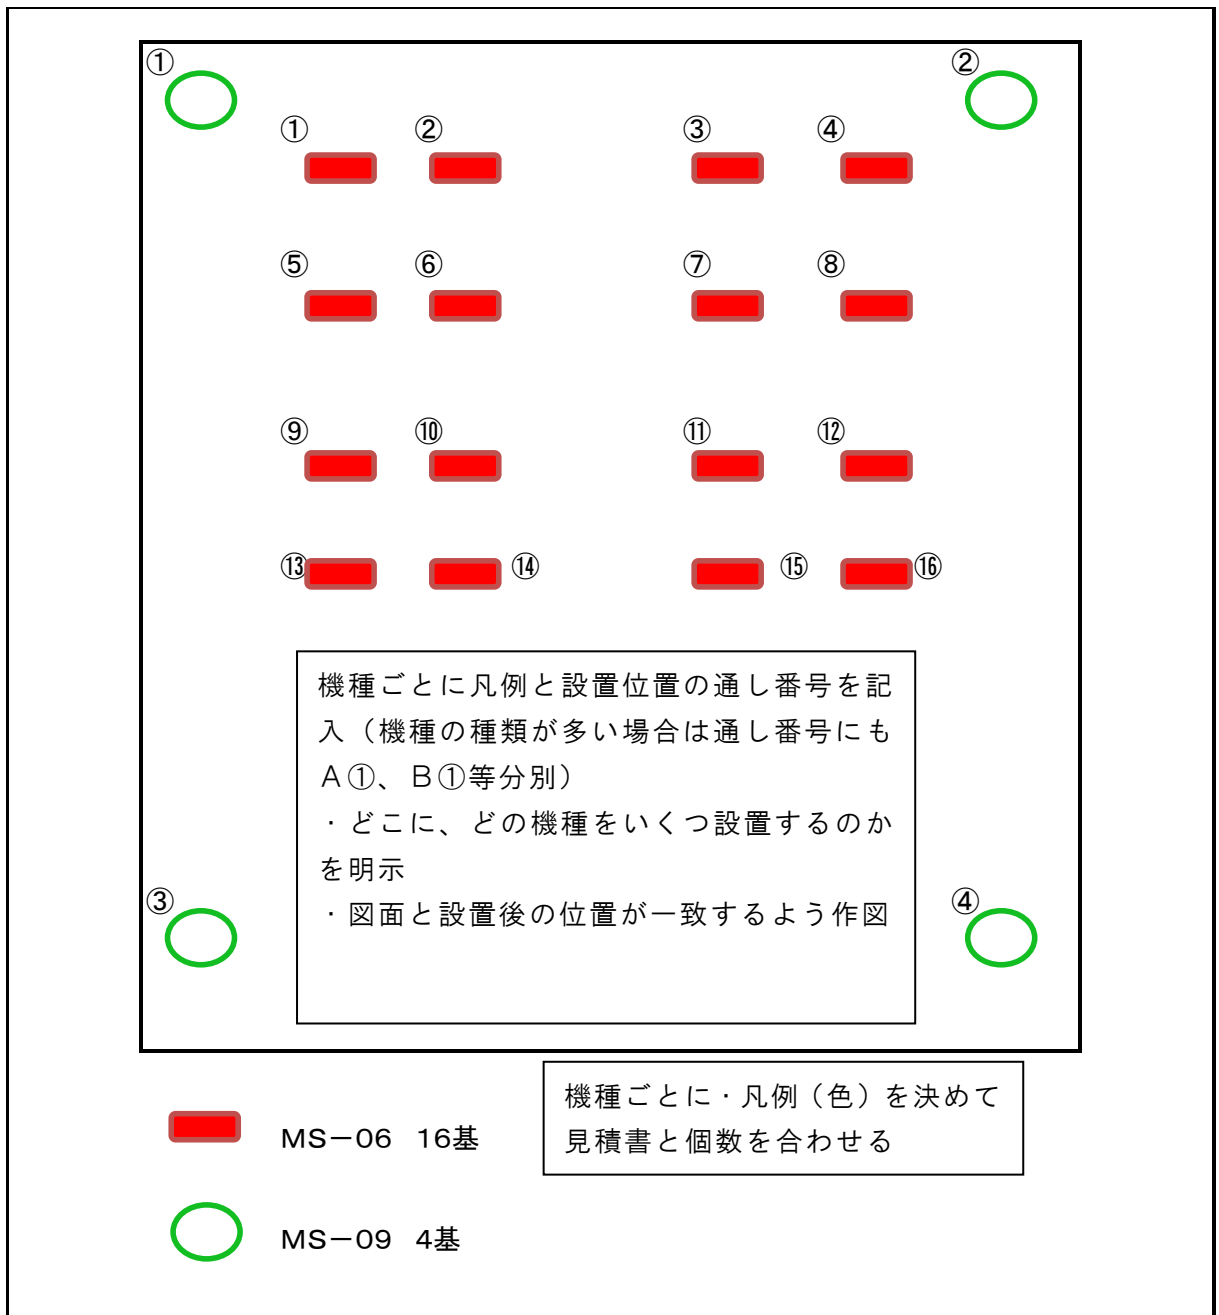 ① ②
① ② ③ ④
⑤ ⑥ ⑦ ⑧
⑨ ⑩ ⑪ ⑫
⑬ ⑭ ⑮ ⑯
機種ごとに凡例と設置位置の通し番号を記
入（機種の種類が多い場合は通し番号にも
Ａ①、Ｂ①等分別）
・どこに、どの機種をいくつ設置するのか
を明示
・図面と設置後の位置が一致するよう作図
③ ④
機種ごとに・凡例（色）を決めて
見積書と個数を合わせる
ＭＳ－０６ 16基
ＭＳ－０９ 4基